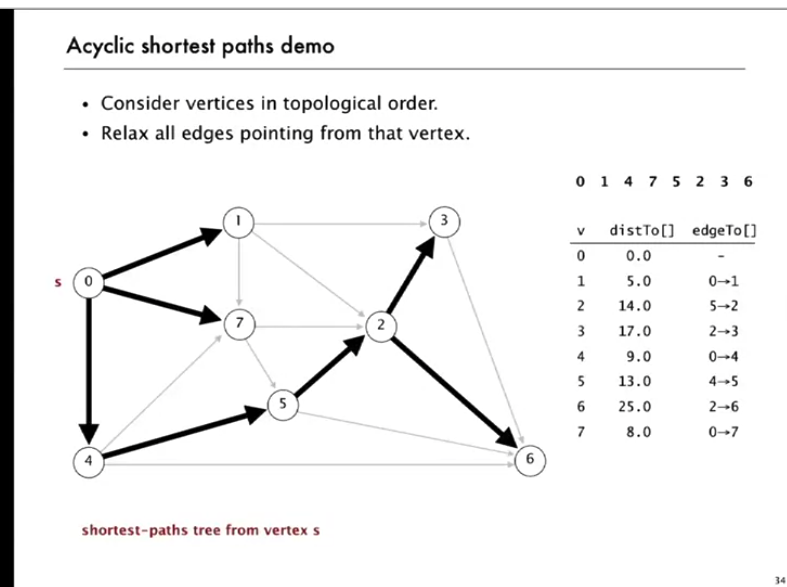 Acyclic shortest paths demo
• Consider vertices in topological order.
• Relax all edges pointing from that vertex.
0 1 4 7 5 2 3 6
v distTo[] edgeTo[]
0 0.0 -
1 5.0 0→1
2 14.0 5→2
3 17.0 2→3
4 9.0 0→4
5 13.0 4→5
6 25.0 2→6
7 8.0 0→7
1
3
s 0
7
2
5
4
6
shortest-paths tree from vertex s
34